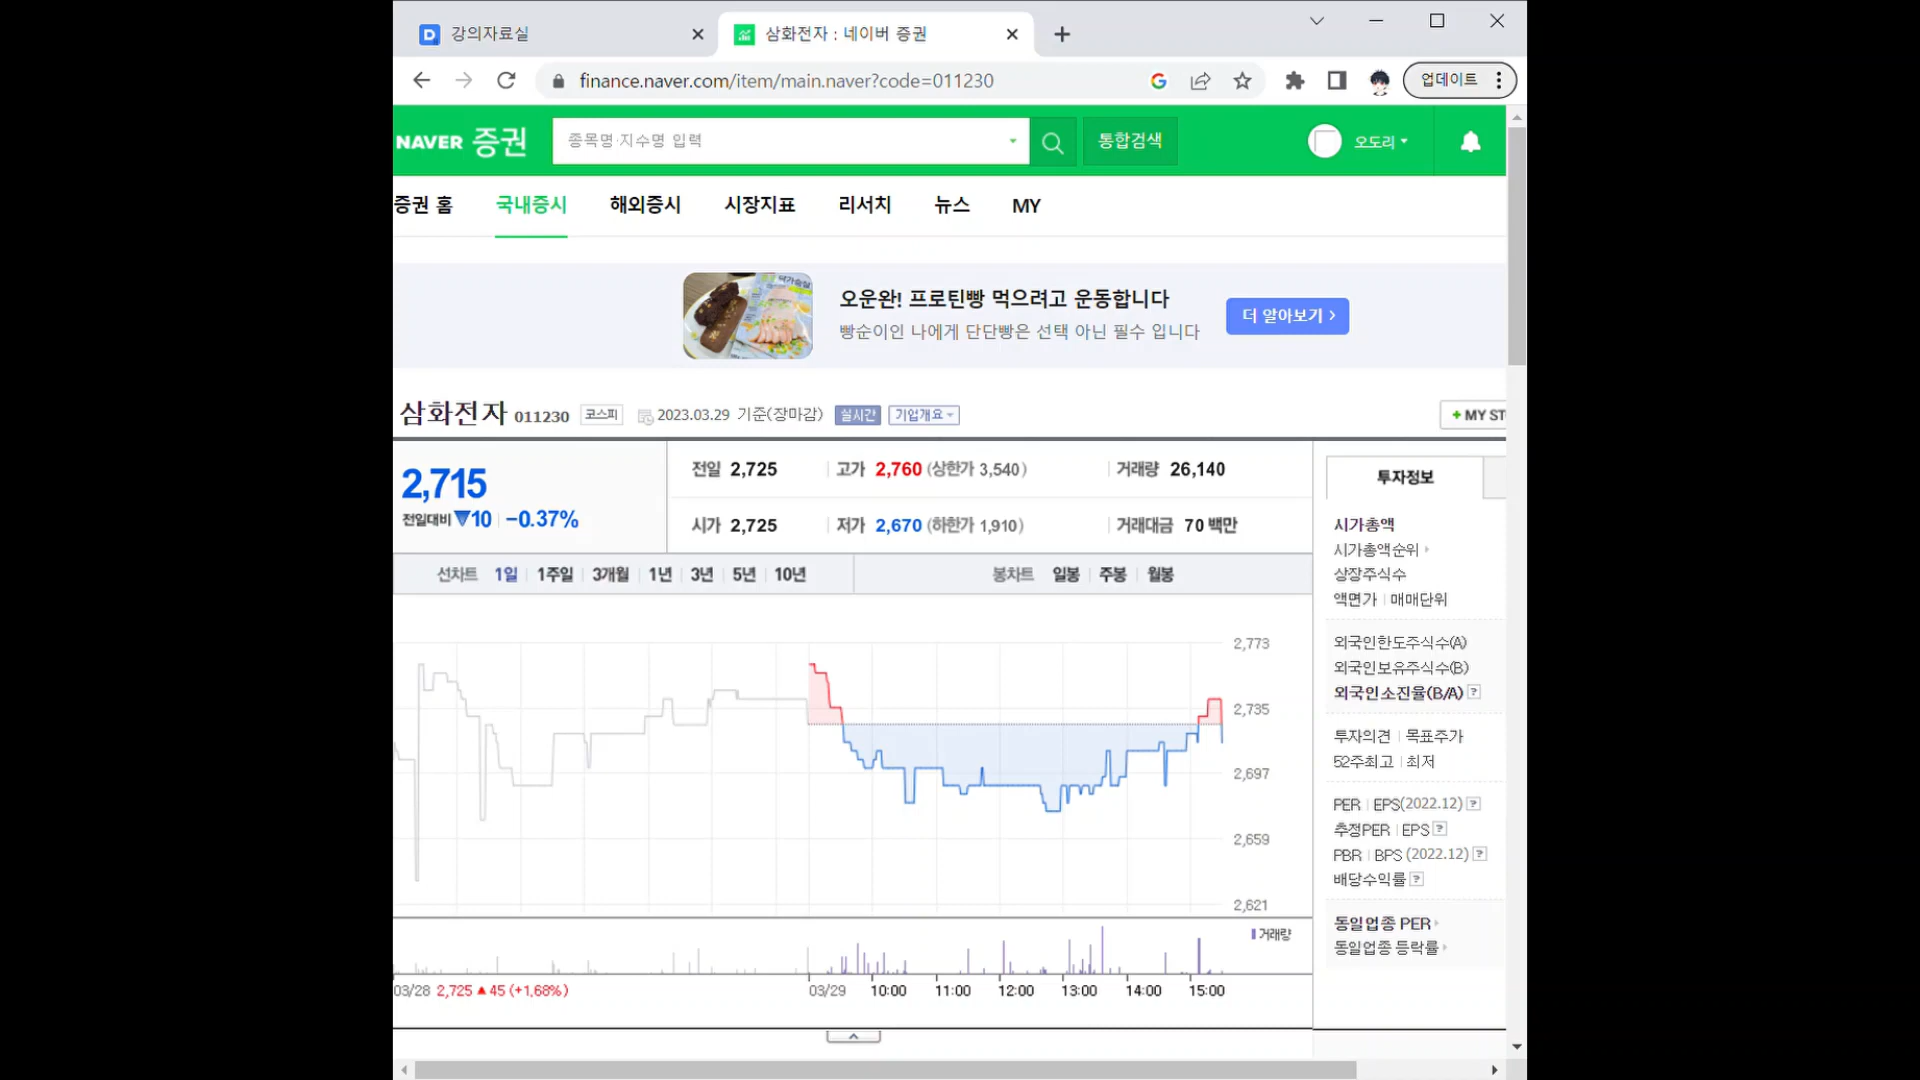 강의자료실
삼화전자 : 네이버 증권
finance.naver.com/item/main.naver?code=011230
업데이트
NAVER 증권
종목명·지수명 입력
통합검색
오도리
증권 홈 국내증시 해외증시 시장지표 리서치 뉴스 MY
오운완! 프로틴빵 먹으려고 운동합니다
빵순이인 나에게 단단빵은 선택 아닌 필수 입니다
더 알아보기 >
삼화전자 011230 코스피 2023.03.29 기준(장마감) 실시간 기업개요
+ MY ST
2,715
전일대비 ▼10 -0.37%
전일 2,725 고가 2,760 (상한가 3,540) 거래량 26,140
시가 2,725 저가 2,670 (하한가 1,910) 거래대금 70 백만
선차트 1일 1주일 3개월 1년 3년 5년 10년 봉차트 일봉 주봉 월봉
2,773
2,735
2,697
2,659
2,621
거래량
03/28 2,725 ▲45 (+1,68%)
03/29 10:00 11:00 12:00 13:00 14:00 15:00
투자정보
시가총액
시가총액순위
상장주식수
액면가 | 매매단위
외국인한도주식수(A)
외국인보유주식수(B)
외국인소진율(B/A) ?
투자의견 | 목표주가
52주최고 | 최저
PER | EPS(2022.12) ?
추정PER | EPS ?
PBR | BPS (2022.12) ?
배당수익률 ?
동일업종 PER
동일업종 등락률